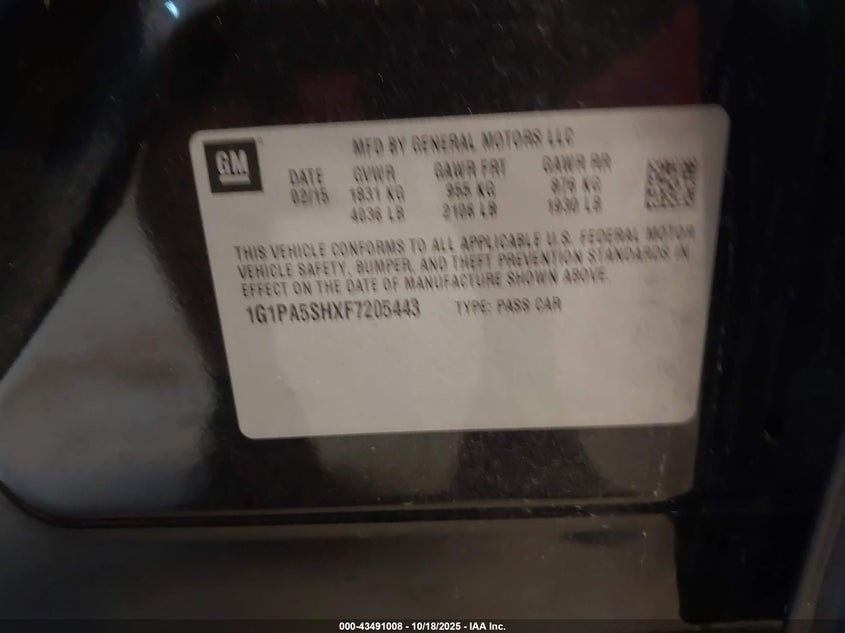 GM
MFD BY GENERAL MOTORS LLC
DATE GVWR GAWR FRT GAWR RR
02/15 1831 KG 955 KG 876 KG
4036 LB 2106 LB 1930 LB
THIS VEHICLE CONFORMS TO ALL APPLICABLE U.S. FEDERAL MOTOR
VEHICLE SAFETY, BUMPER, AND THEFT PREVENTION STANDARDS IN
EFFECT ON THE DATE OF MANUFACTURE SHOWN ABOVE.
1G1PA5SHXF7205443 TYPE: PASS CAR
000-43491008 - 10/18/2025 - IAA Inc.